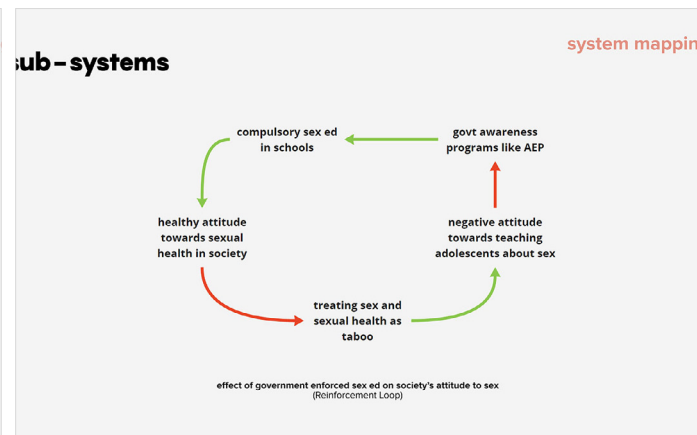 system mappin
sub-systems
compulsory sex ed
in schools
govt awareness
programs like AEP
healthy attitude
towards sexual
health in society
negative attitude
towards teaching
adolescents about sex
treating sex and
sexual health as
taboo
effect of government enforced sex ed on society's attitude to sex
(Reinforcement Loop)